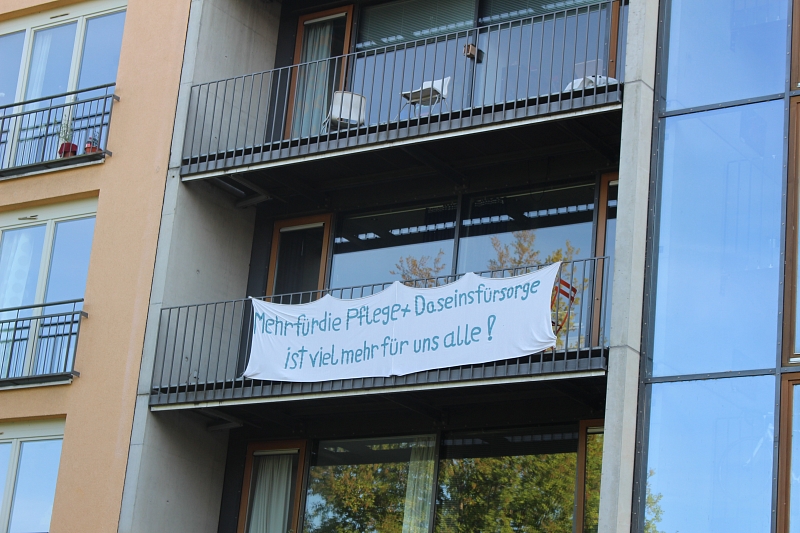 Mehr für die Pflege + Daseinsfürsorge
ist viel mehr für uns alle!